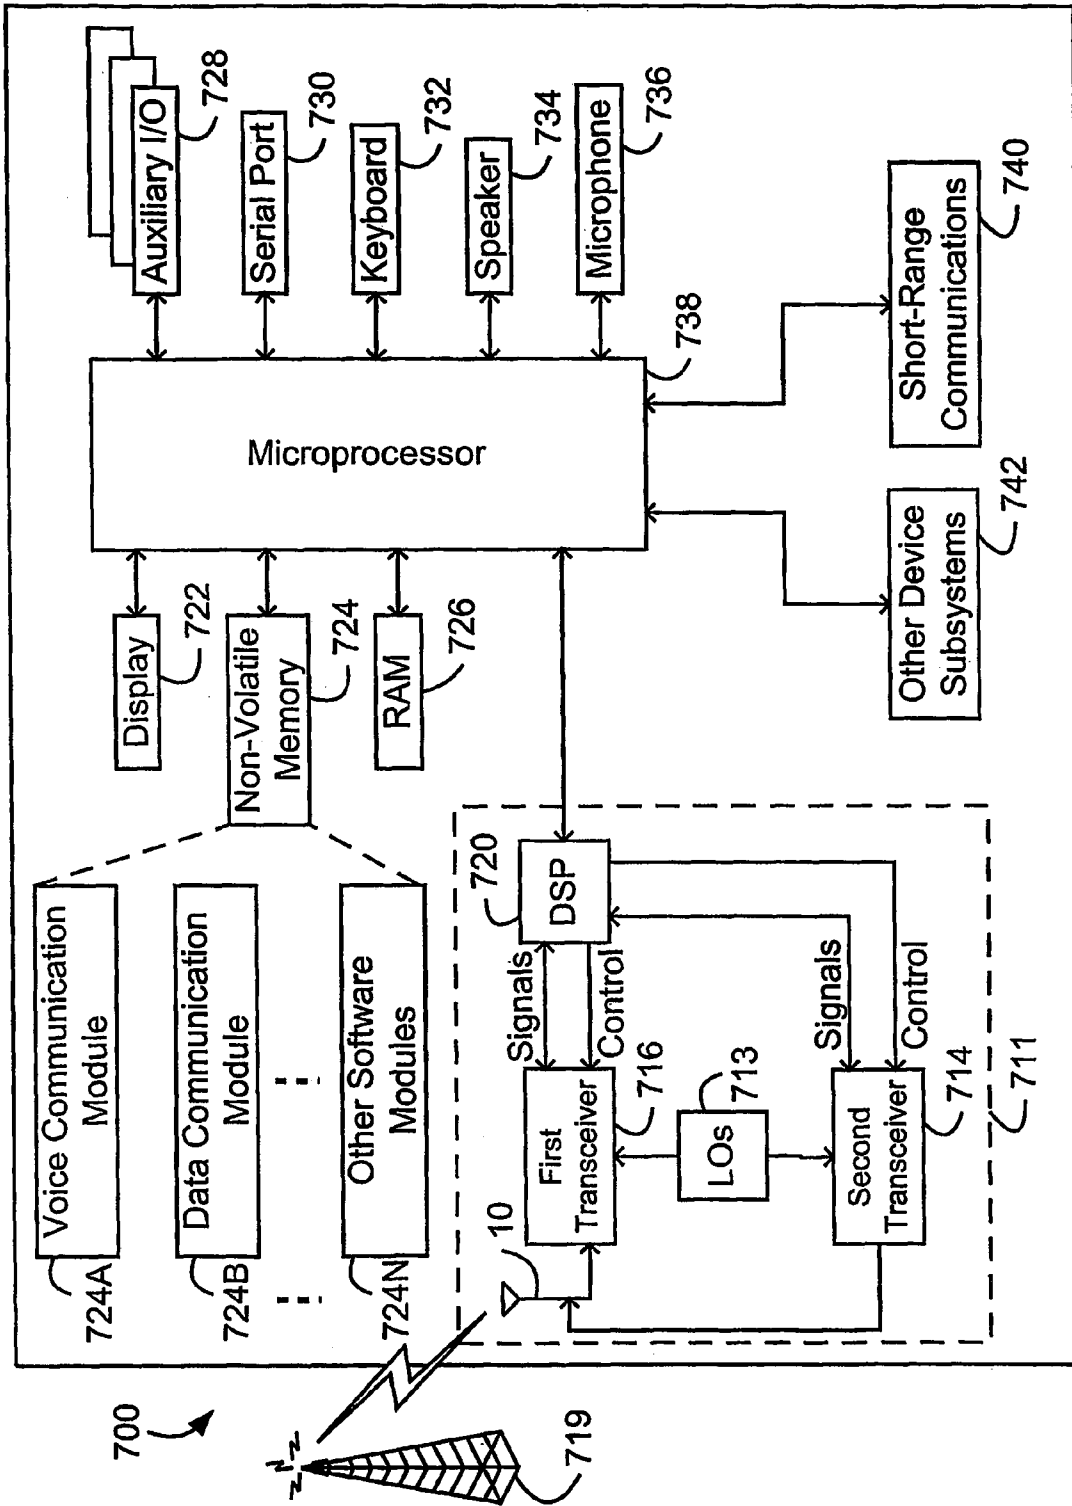 700
719
Voice Communication
Module
724A
Data Communication
Module
724B
Other Software
Modules
724N
Display
722
Non-Volatile
Memory
724
RAM
726
Microprocessor
738
Auxiliary I/O
728
Serial Port
730
Keyboard
732
Speaker
734
Microphone
736
10
First
Transceiver
716
Signals
Control
DSP
720
LOs
713
Second
Transceiver
714
Signals
Control
711
Other Device
Subsystems
742
Short-Range
Communications
740